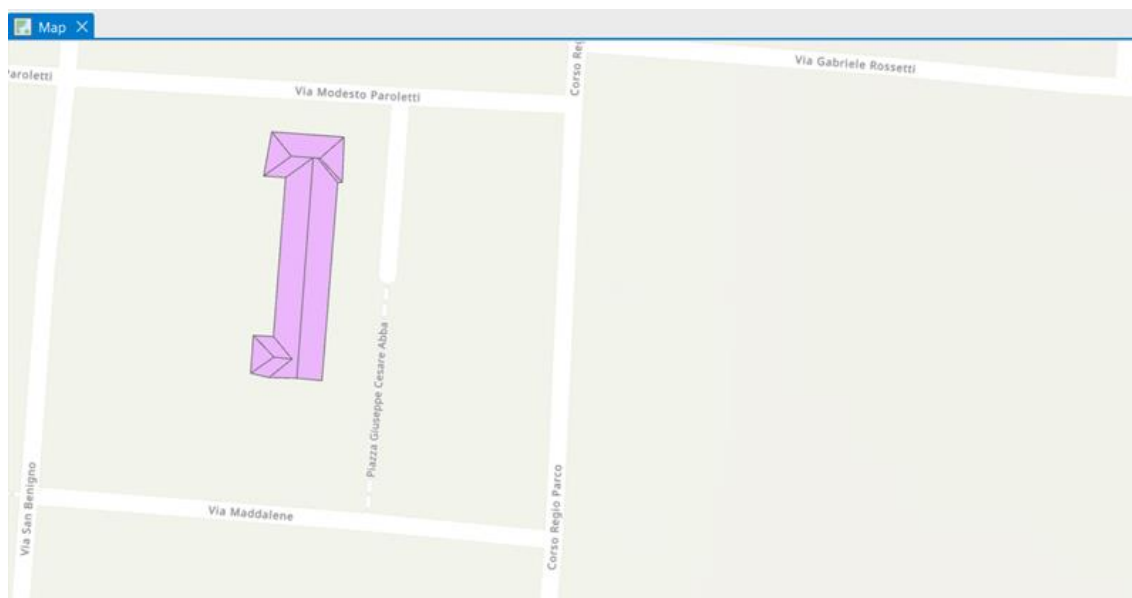 Map
Via Gabriele Rossetti
Paroletti
Via Modesto Paroletti
Corso Reg
Piazza Giuseppe Cesare Abba
Via San Benigno
Via Maddalene
Corso Regio Parco